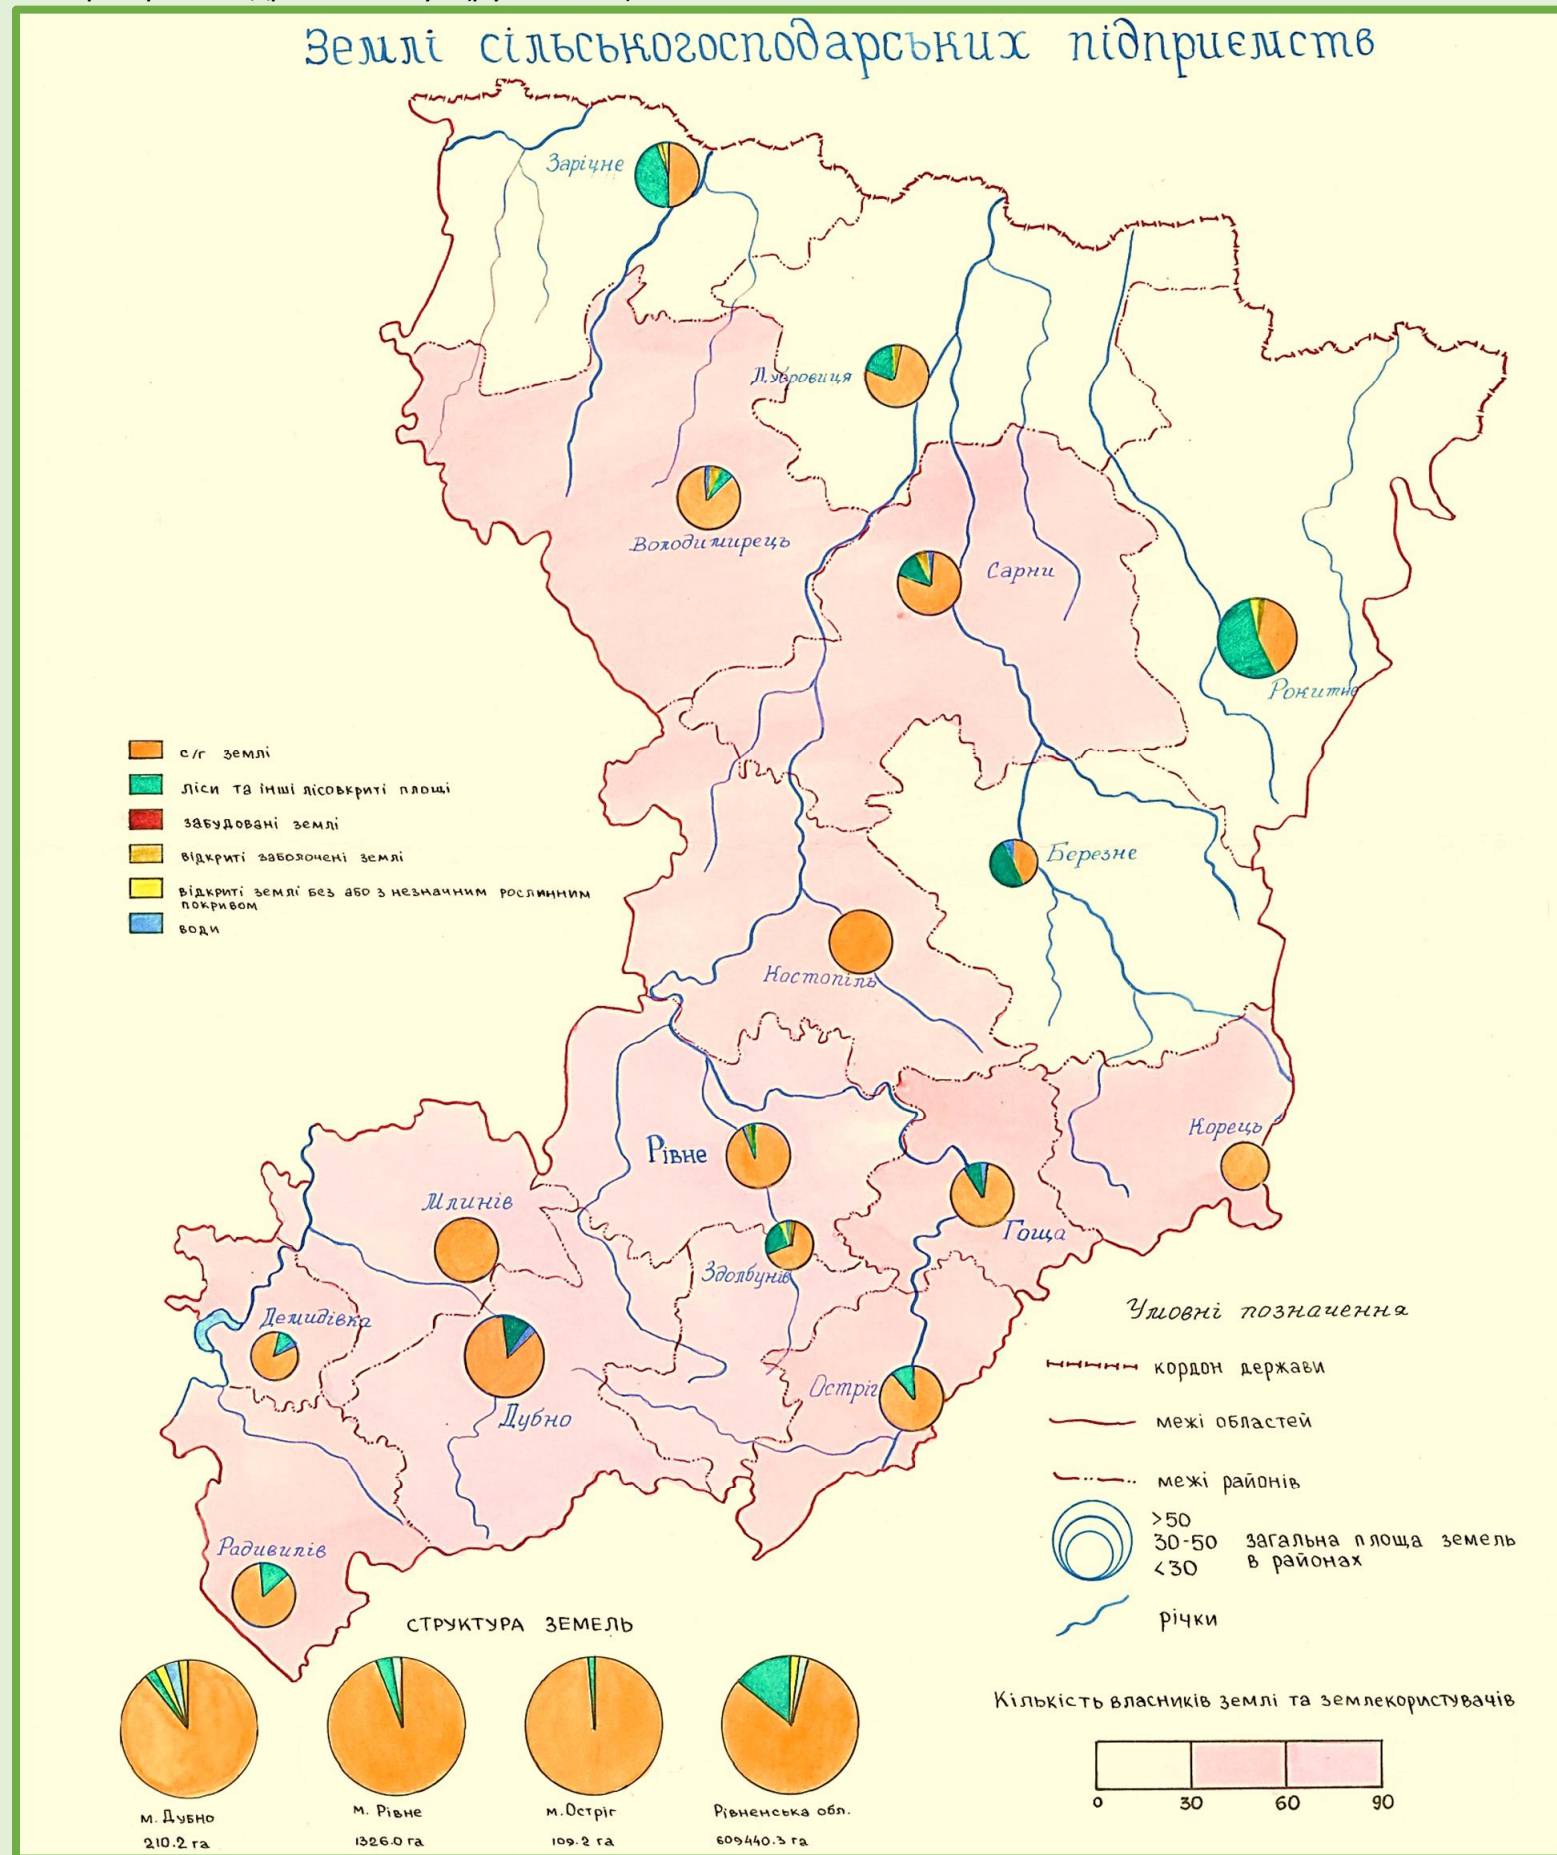 Землі сільськогосподарських підприємств
Зарічне
Дубровиця
Володимирець
Сарни
Рокитне
с/г землі
ліси та інші лісовкриті площі
забудовані землі
відкриті заболочені землі
відкриті землі без або з незначним рослинним
покривом
води
Березне
Костопіль
Корець
Рівне
Млинів
Гоща
Здолбунів
Демидівка
Умовні позначення
кордон держави
Остріг
Дубно
межі областей
межі районів
>50
30-50 загальна площа земель
<30 в районах
Радивилів
річки
СТРУКТУРА ЗЕМЕЛЬ
Кількість власників землі та землекористувачів
0 30 60 90
м. Дубно
210.2 га
м. Рівне
1326.0 га
м. Остріг
109.2 га
Рівненська обл.
609440.3 га